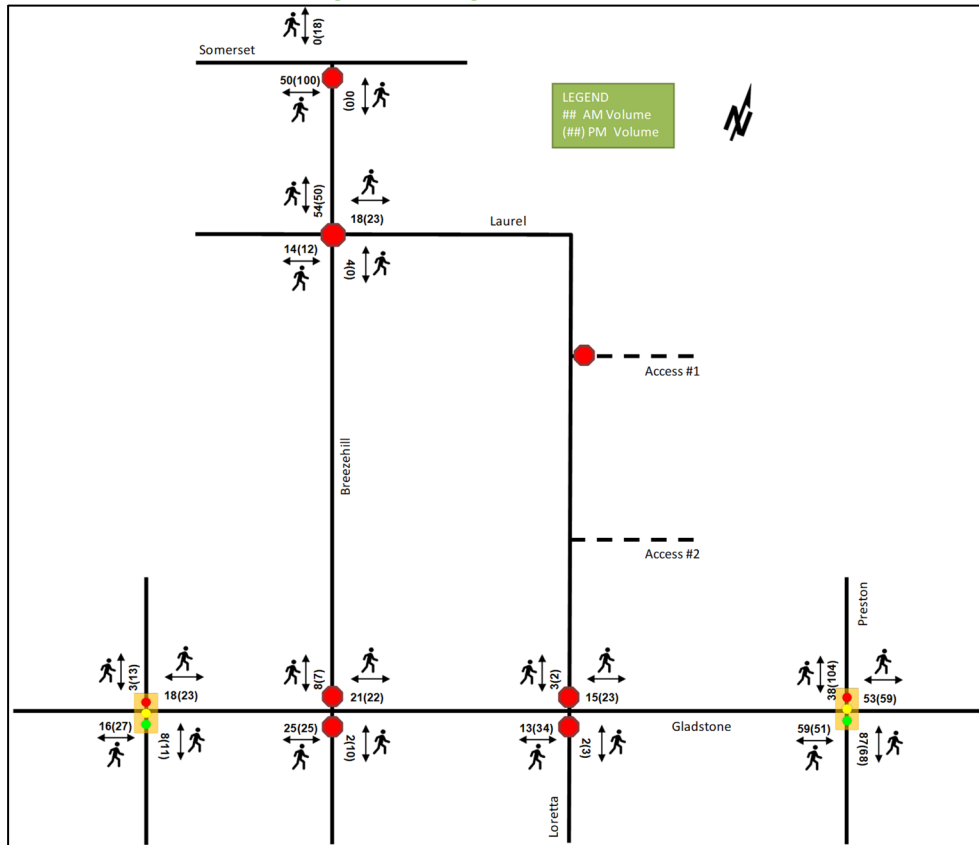 0(18)
Somerset
50(100)
0(0)
LEGEND
## AM Volume
(##) PM Volume
N
54(50)
18(23)
Laurel
14(12)
4(0)
Access #1
Breezehill
Access #2
Preston
3(13)
18(23)
8(7)
21(22)
3(2)
15(23)
38(104)
53(59)
16(27)
8(11)
25(25)
2(10)
13(34)
2(3)
Gladstone
59(51)
87(68)
Loretta